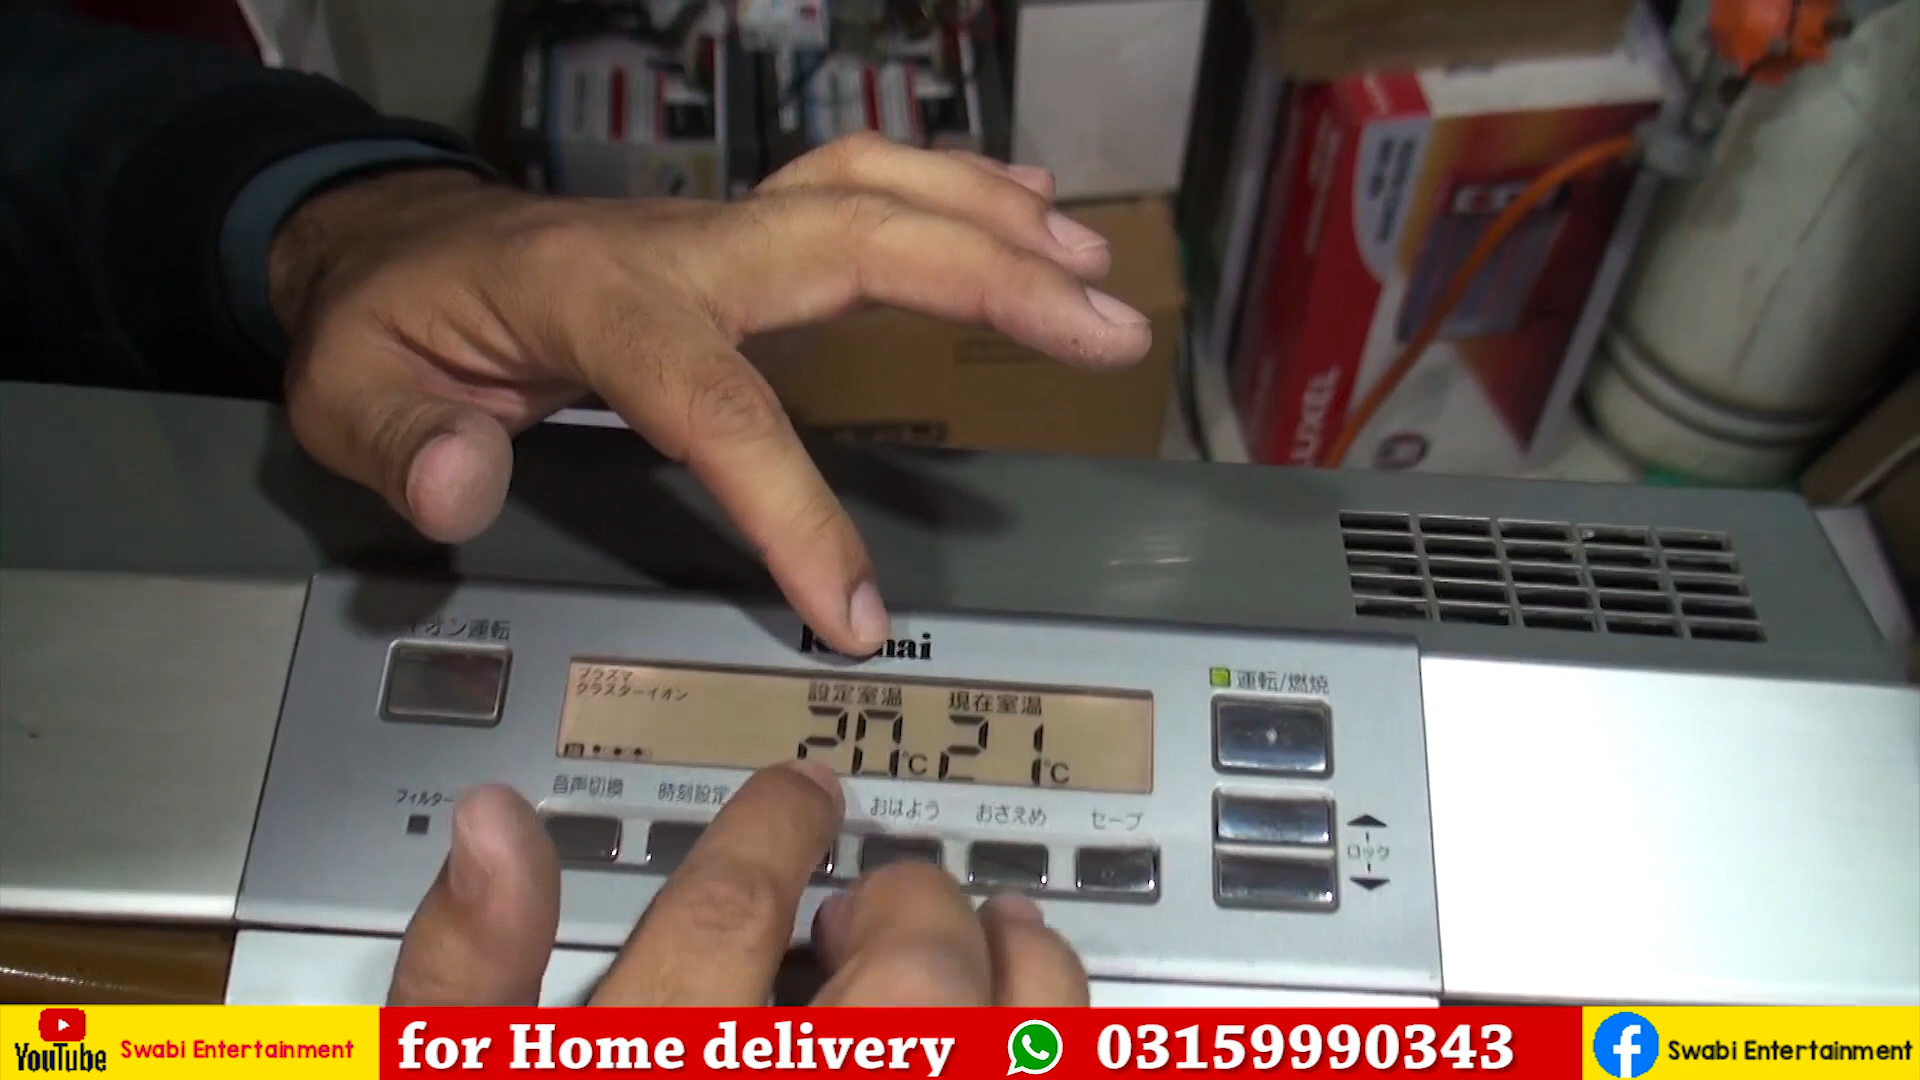 イオン運転
プラズマ
クラスターイオン
設定室温
現在室温
20℃
21℃
運転/燃焼
フィルター
音声切換
時刻設定
おはよう
おさえめ
セーブ
ロック
LUXEL
YouTube
Swabi Entertainment
for Home delivery
03159990343
Swabi Entertainment